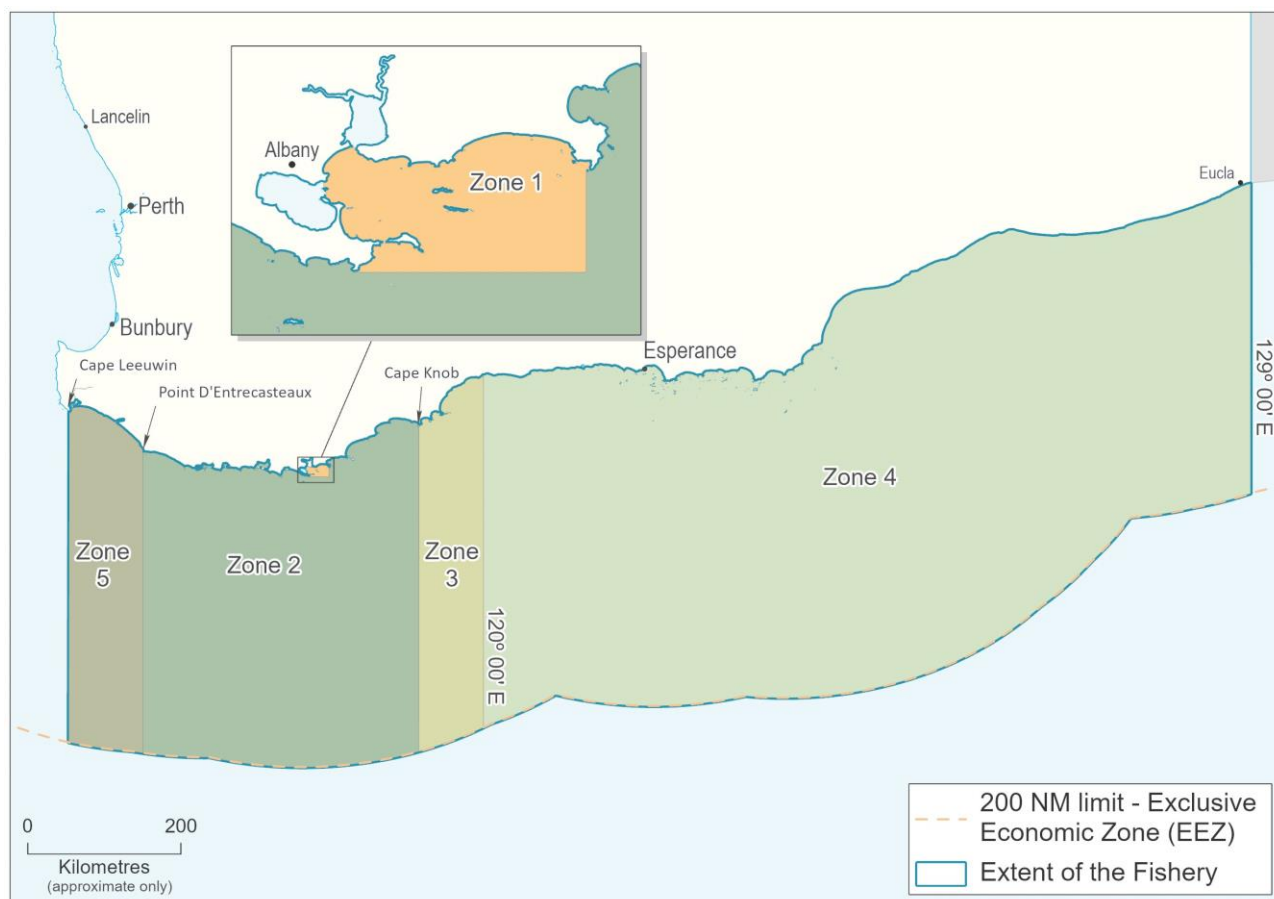 Lancelin
Albany
Zone 1
Eucla
Perth
Bunbury
Esperance
Cape Leeuwin
Cape Knob
Point D'Entrecasteaux
129º 00' E
Zone 4
Zone
5
Zone 2
Zone
3
120º 00' E
0 200
Kilometres
(approximate only)
200 NM limit - Exclusive
Economic Zone (EEZ)
Extent of the Fishery